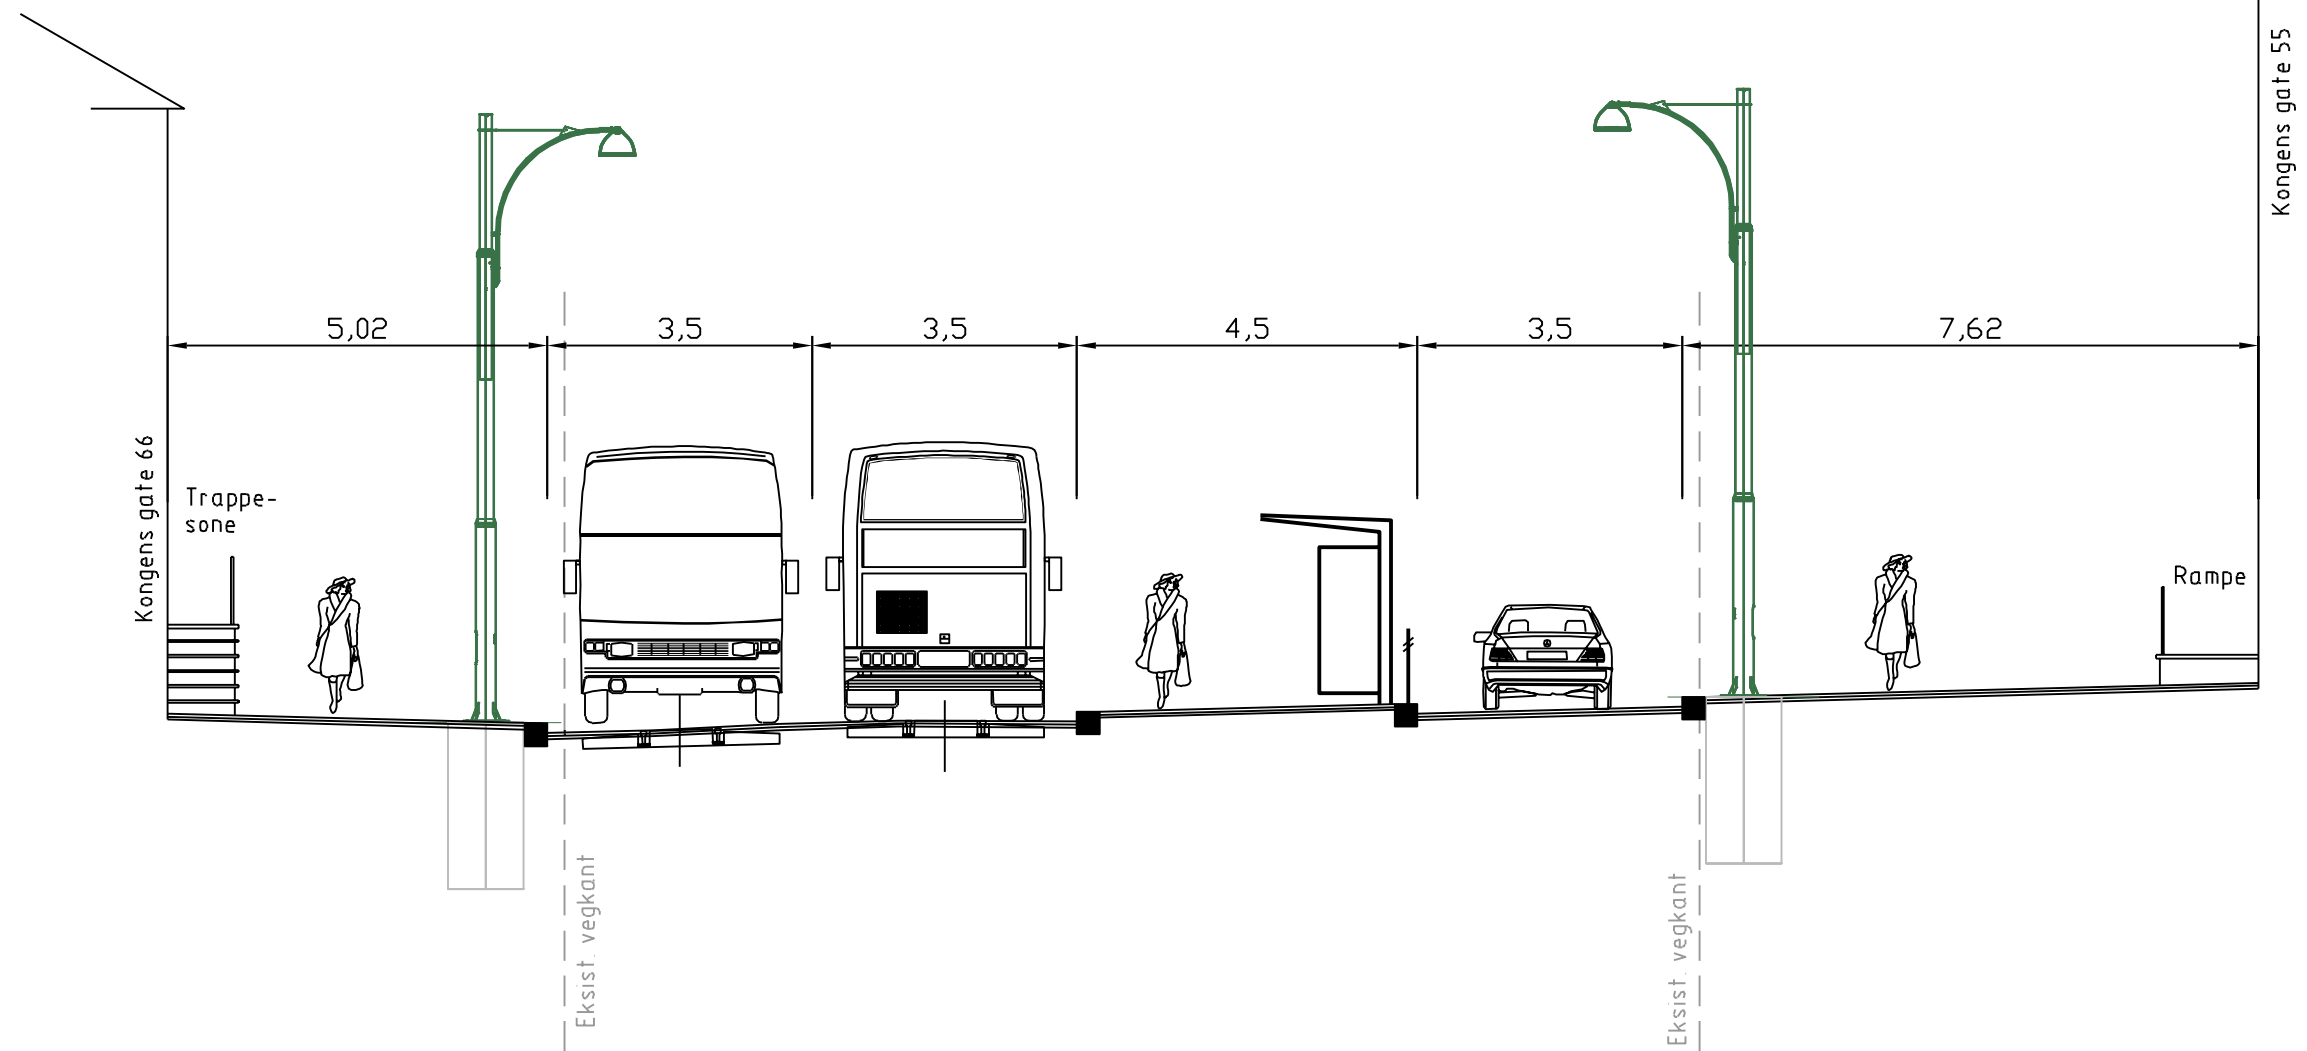 Kongens gate 55
5,02
3,5
3,5
4,5
3,5
7,62
Kongens gate 66
Trappe-
sone
Rampe
Eksist. vegkant
Eksist. vegkant